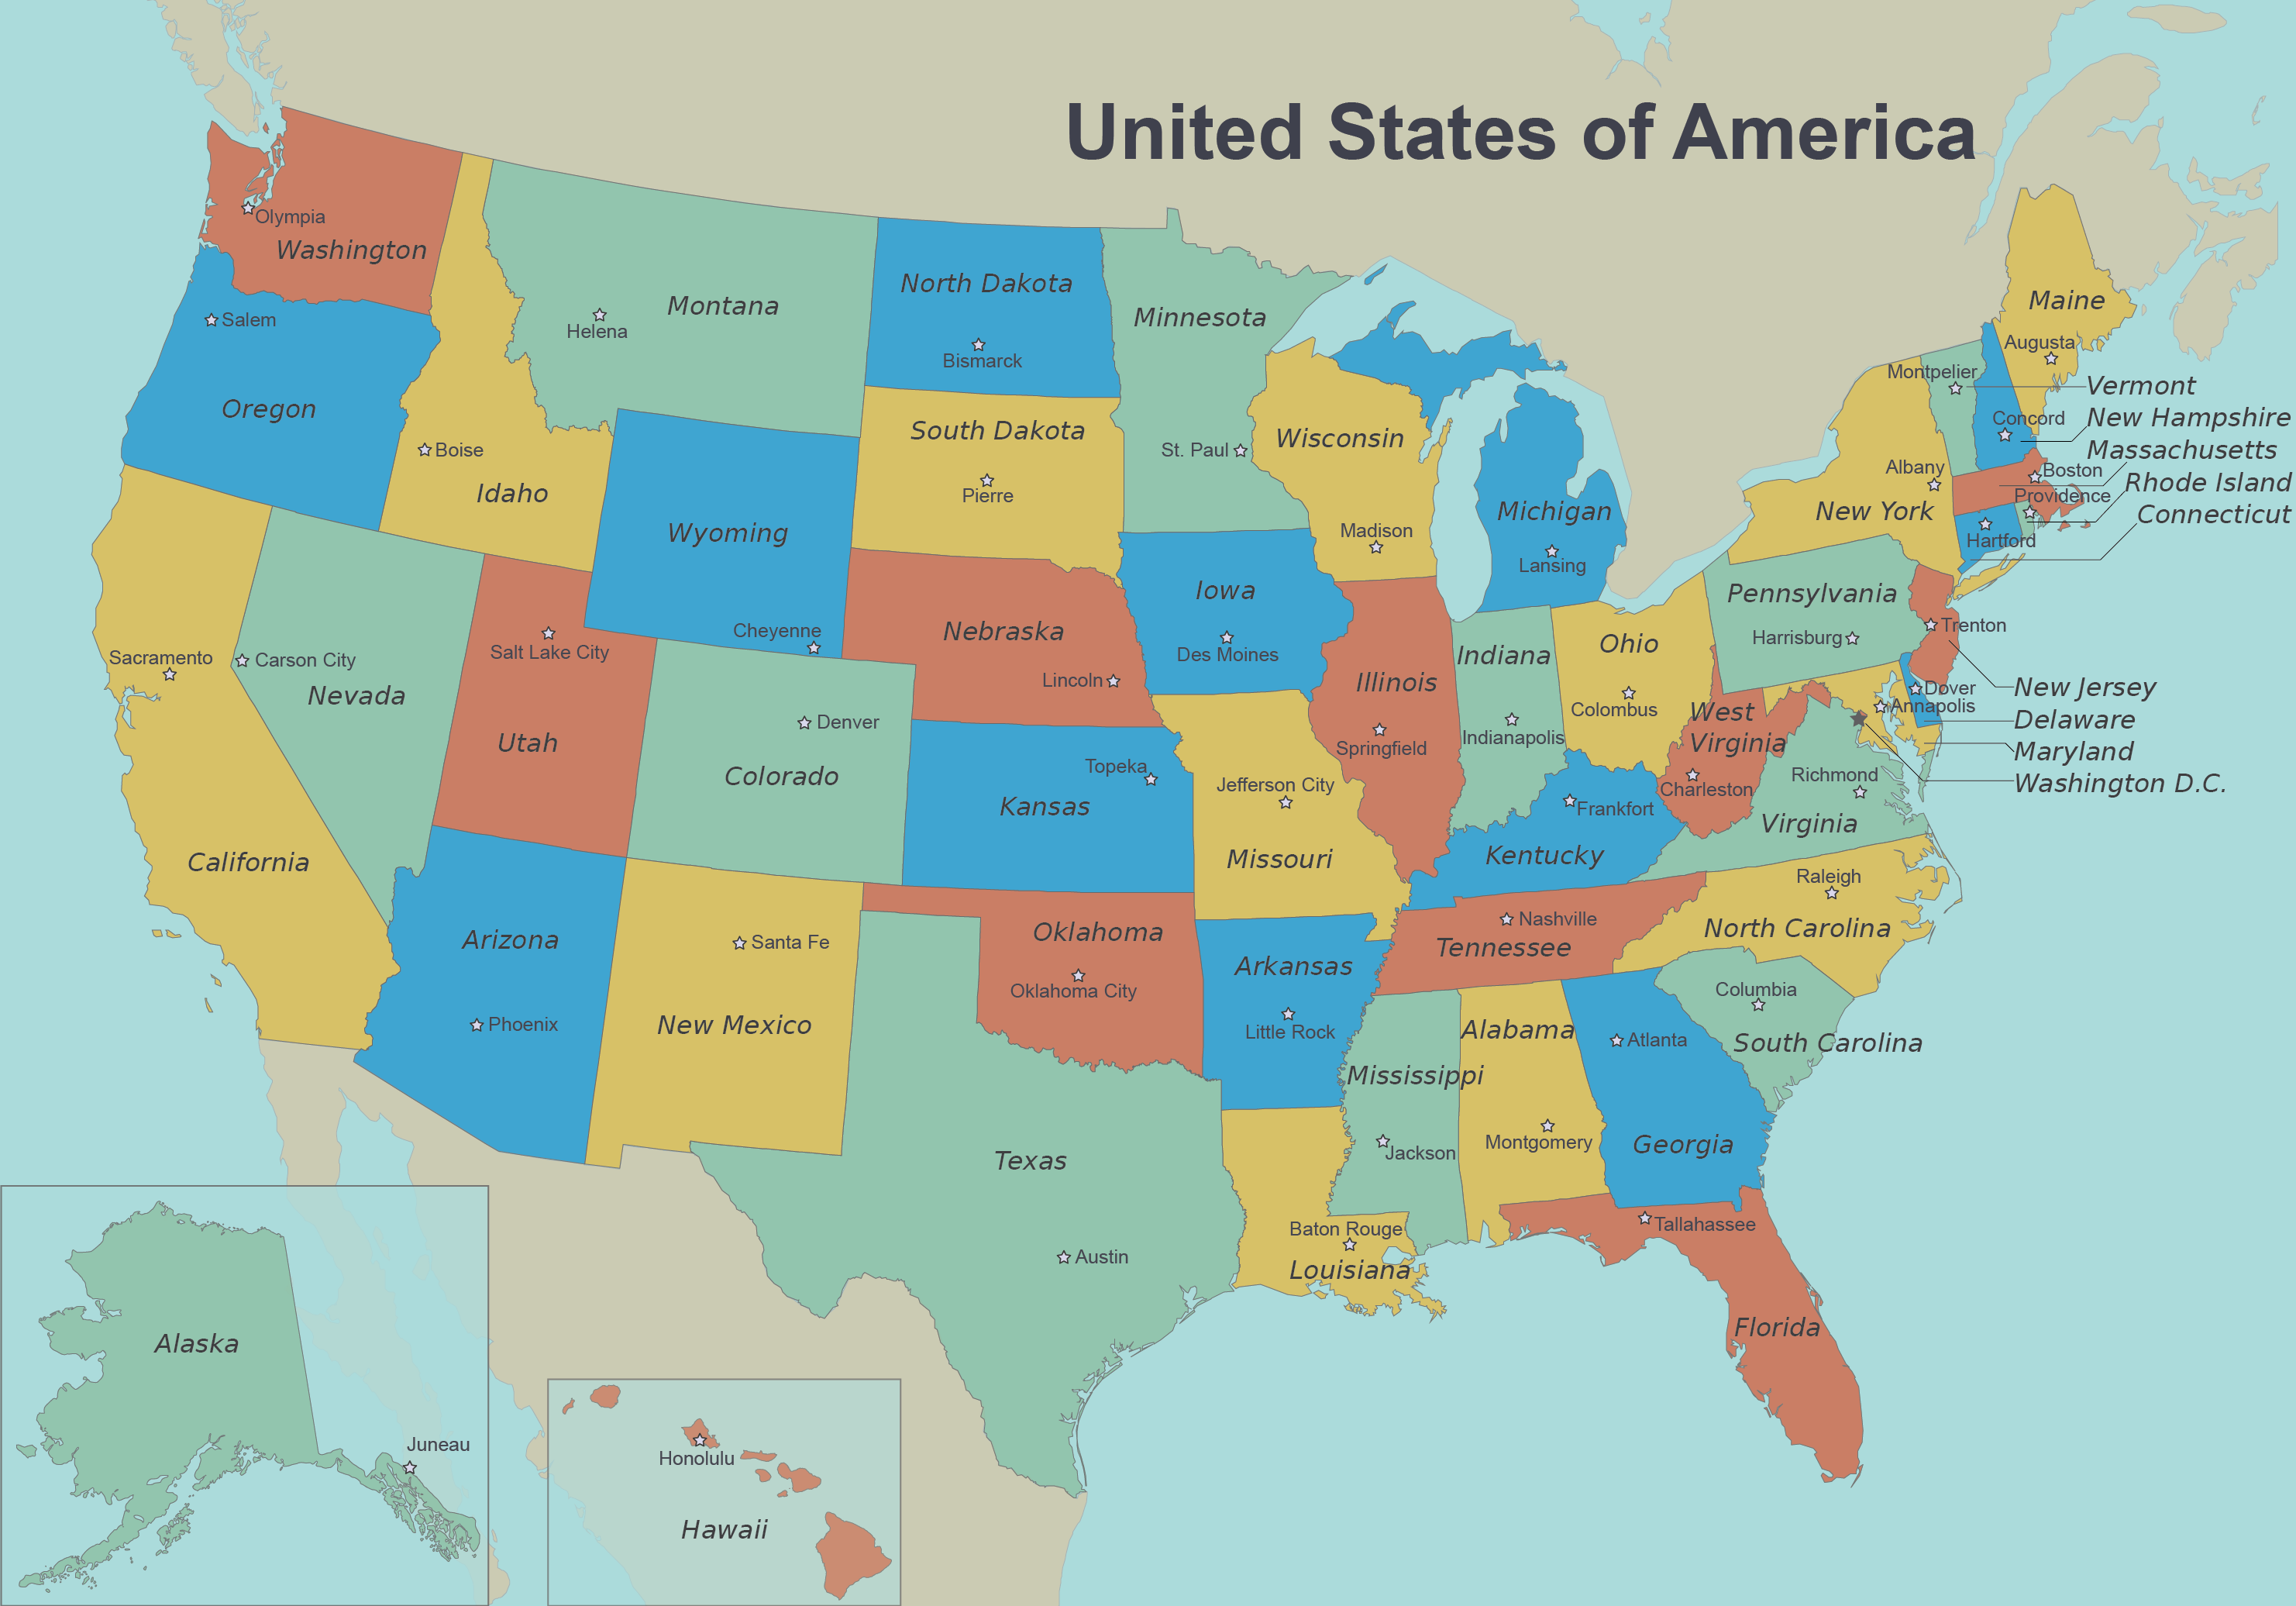 United States of America
Olympia
Washington
Salem
Oregon
Boise
Idaho
Helena
Montana
North Dakota
Bismarck
South Dakota
Pierre
Minnesota
St. Paul
Wisconsin
Madison
Michigan
Lansing
Maine
Augusta
Montpelier
Vermont
Concord
New Hampshire
Massachusetts
Boston
Providence
Rhode Island
Connecticut
Hartford
Albany
New York
Wyoming
Cheyenne
Nebraska
Lincoln
Iowa
Des Moines
Illinois
Springfield
Indiana
Indianapolis
Ohio
Colombus
Pennsylvania
Harrisburg
Trenton
New Jersey
Dover
Delaware
Annapolis
Maryland
Washington D.C.
West
Virginia
Charleston
Richmond
Virginia
Sacramento
California
Carson City
Nevada
Salt Lake City
Utah
Denver
Colorado
Topeka
Kansas
Jefferson City
Missouri
Frankfort
Kentucky
Nashville
Tennessee
Raleigh
North Carolina
Columbia
South Carolina
Arizona
Phoenix
Santa Fe
New Mexico
Oklahoma
Oklahoma City
Arkansas
Little Rock
Mississippi
Jackson
Alabama
Montgomery
Atlanta
Georgia
Texas
Austin
Baton Rouge
Louisiana
Tallahassee
Florida
Alaska
Juneau
Honolulu
Hawaii